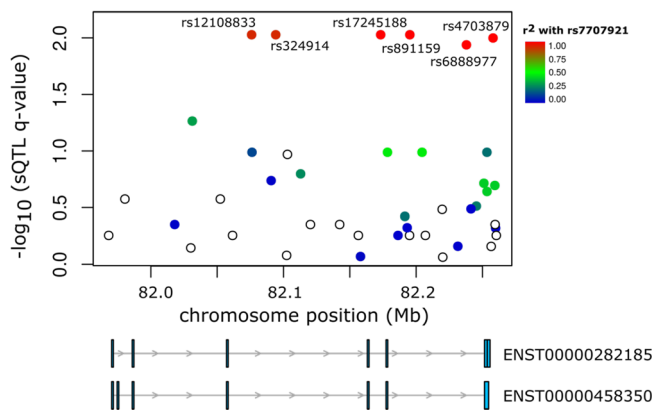 rs12108833
rs324914
rs17245188
rs891159
rs4703879
rs6888977
r² with rs7707921
1.00
0.75
0.50
0.25
0.00
-log10 (sQTL q-value)
2.0
1.5
1.0
0.5
0.0
82.0 82.1 82.2
chromosome position (Mb)
ENST00000282185
ENST00000458350